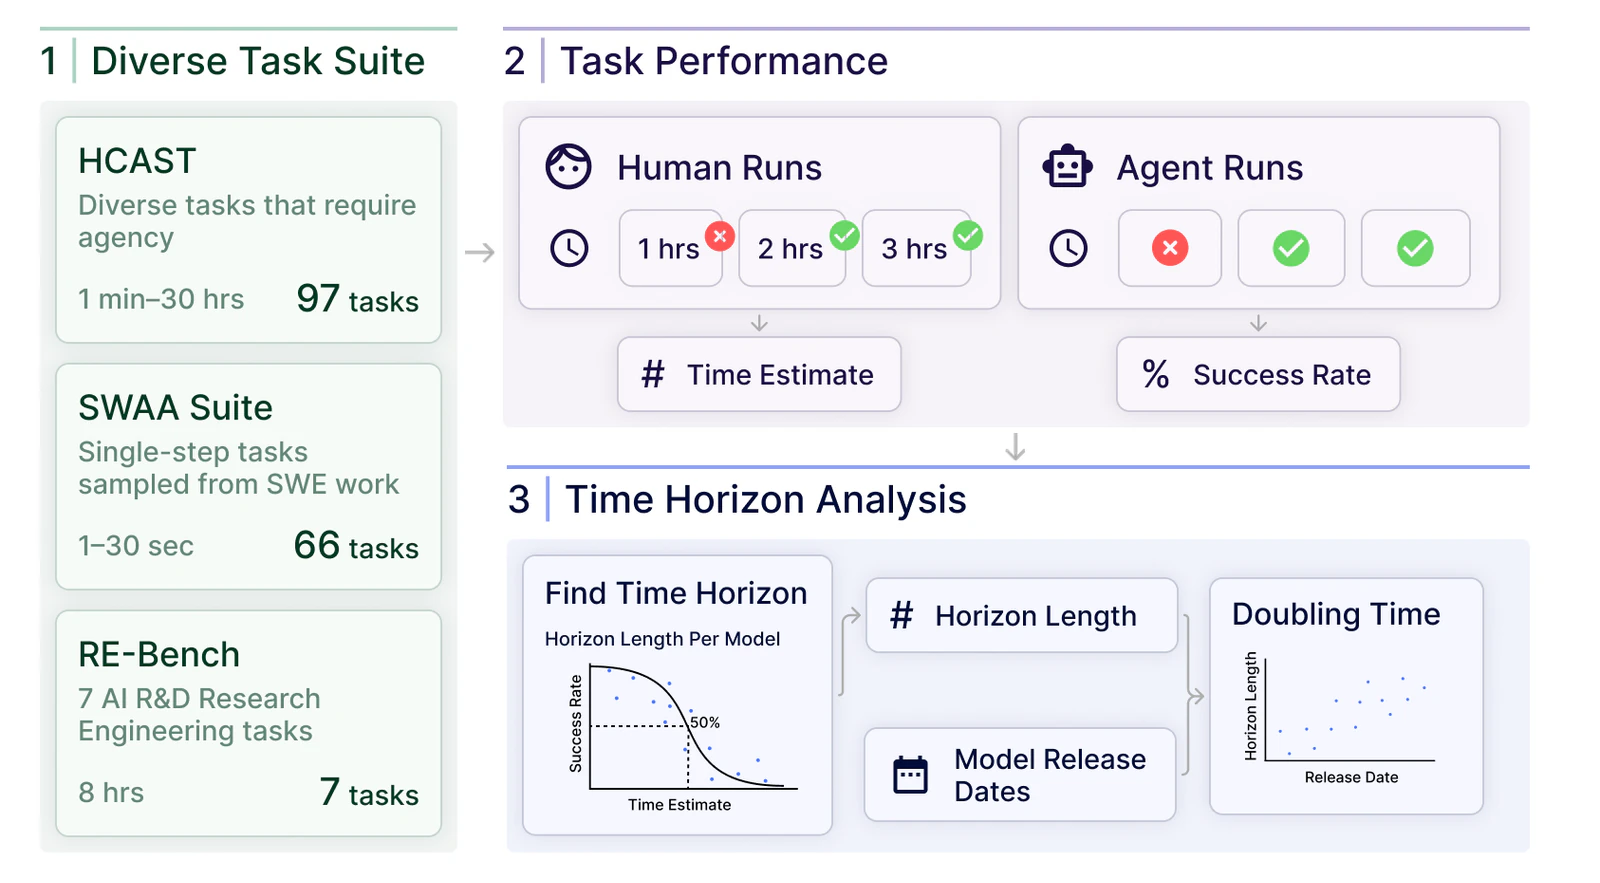 1 Diverse Task Suite
HCAST
Diverse tasks that require
agency
1 min–30 hrs 97 tasks
SWAA Suite
Single-step tasks
sampled from SWE work
1–30 sec 66 tasks
RE-Bench
7 AI R&D Research
Engineering tasks
8 hrs 7 tasks
2 Task Performance
Human Runs
1 hrs 2 hrs 3 hrs
# Time Estimate
Agent Runs
% Success Rate
3 Time Horizon Analysis
Find Time Horizon
Horizon Length Per Model
Success Rate
50%
Time Estimate
# Horizon Length
Model Release
Dates
Doubling Time
Horizon Length
Release Date